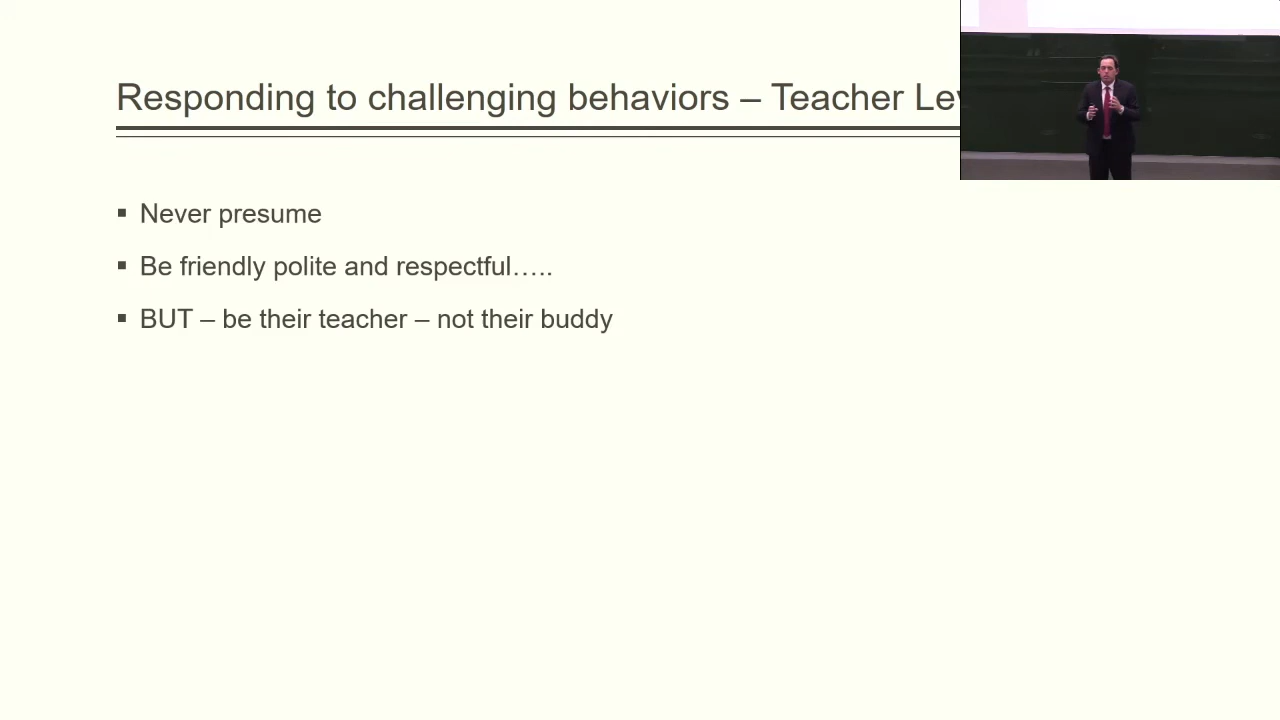 Responding to challenging behaviors – Teacher
Never presume
Be friendly polite and respectful…..
BUT – be their teacher – not their buddy